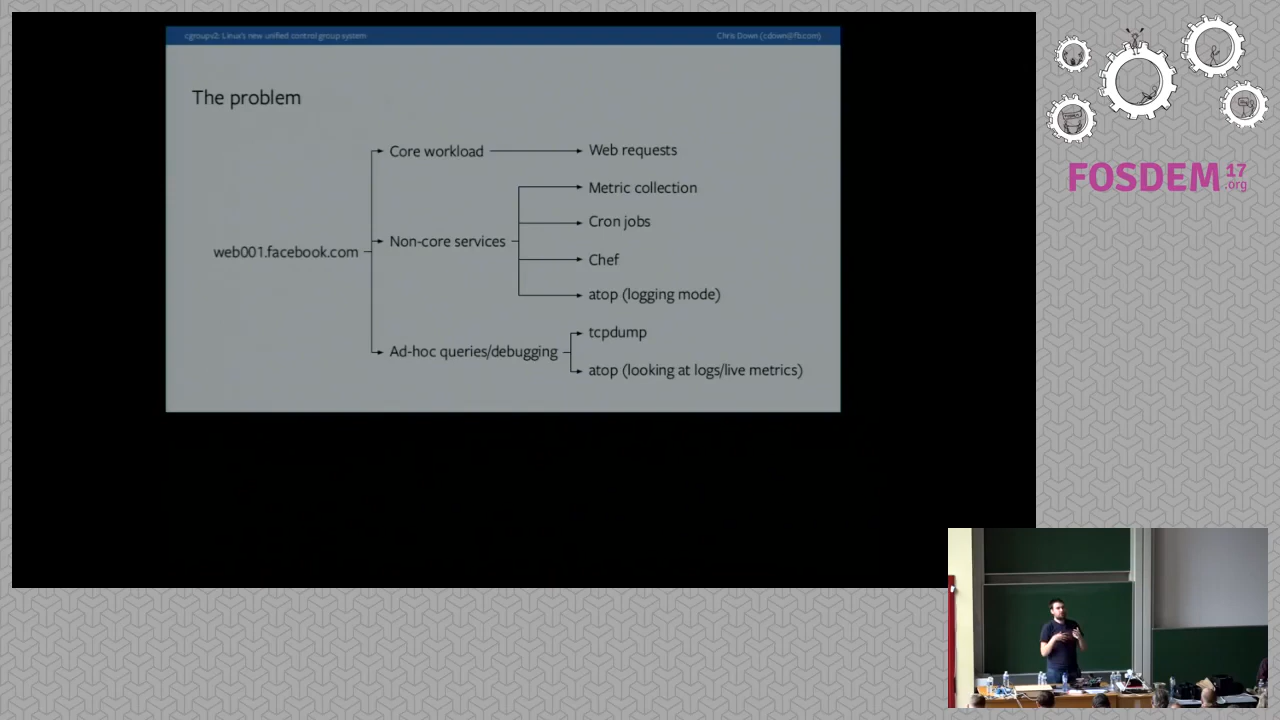 cgroupv2: Linux's new unified control group system
Chris Down (cdown@fb.com)
The problem
Core workload
Web requests
Metric collection
Cron jobs
Non-core services
web001.facebook.com
Chef
atop (logging mode)
tcpdump
Ad-hoc queries/debugging
atop (looking at logs/live metrics)
FOSDEM 17
.org